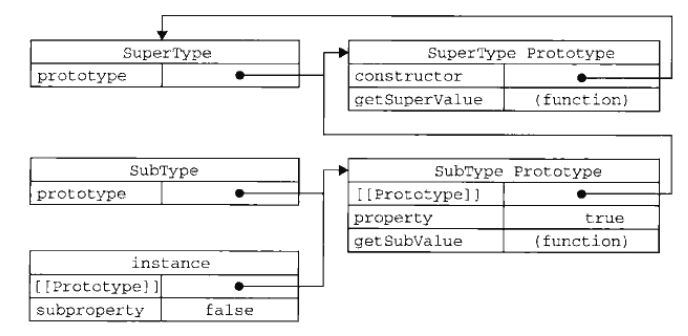 SuperType
prototype
SuperType Prototype
constructor
getSuperValue (function)
SubType
prototype
SubType Prototype
[[Prototype]]
property true
getSubValue (function)
instance
[[Prototype]]
subproperty false